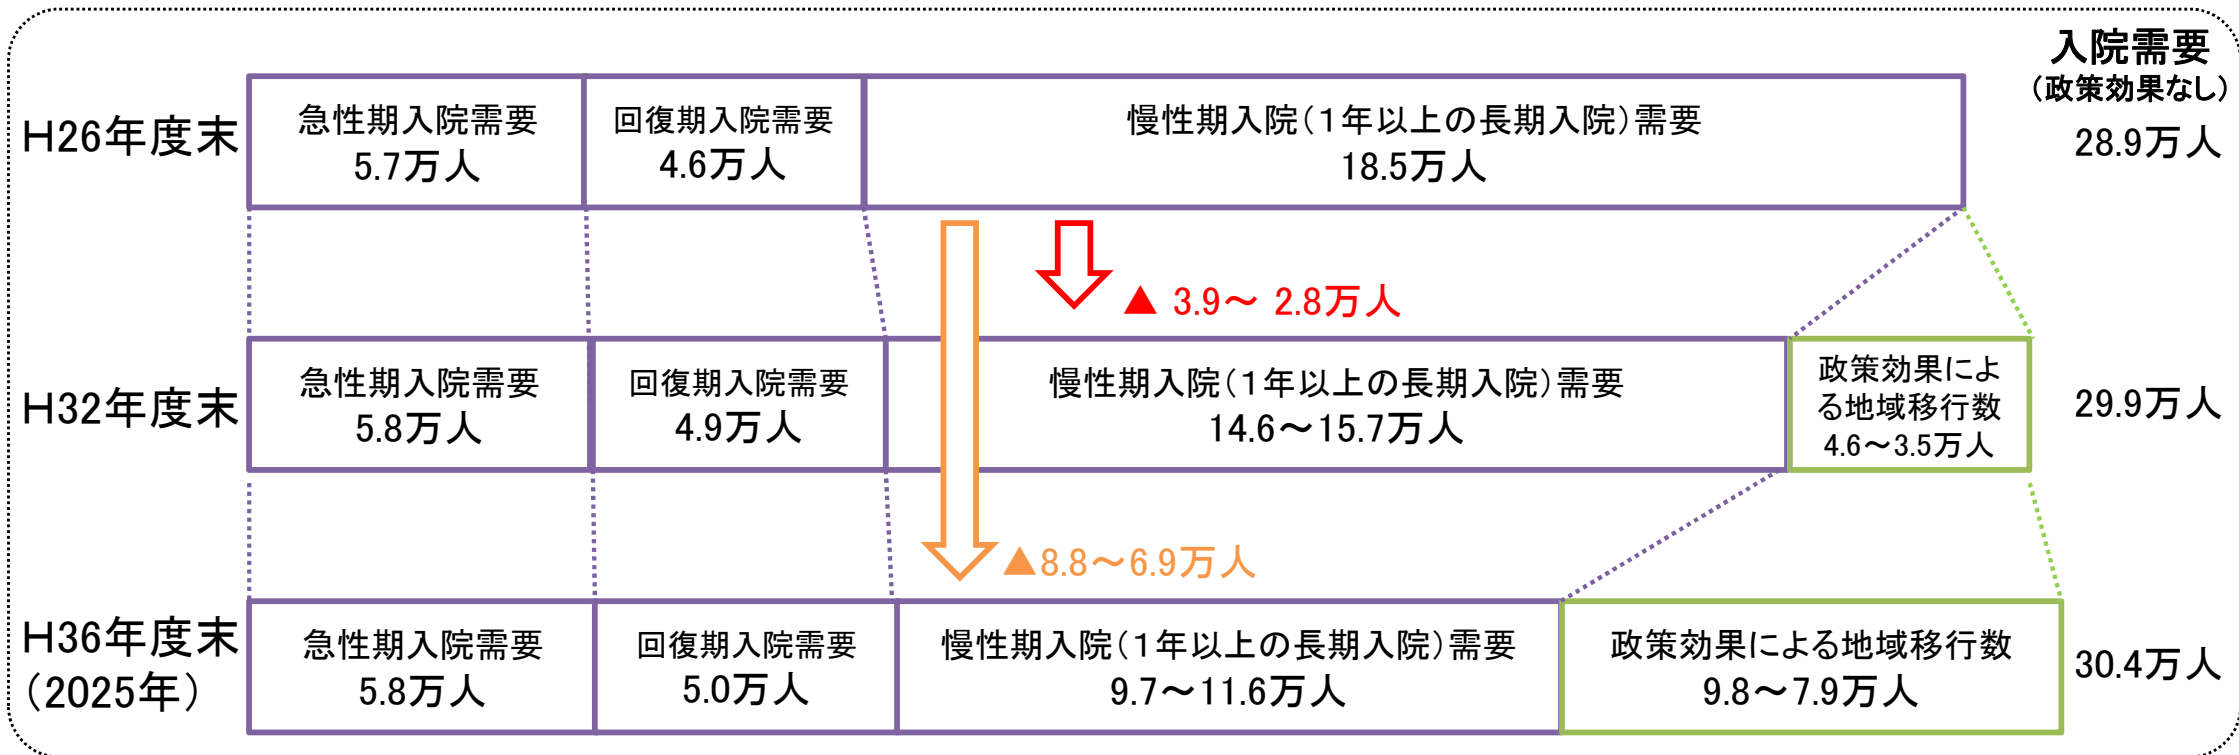 入院需要
(政策効果なし)
H26年度末
急性期入院需要
5.7万人
回復期入院需要
4.6万人
慢性期入院(1年以上の長期入院)需要
18.5万人
28.9万人
▲ 3.9～ 2.8万人
H32年度末
急性期入院需要
5.8万人
回復期入院需要
4.9万人
慢性期入院(1年以上の長期入院)需要
14.6～15.7万人
政策効果によ
る地域移行数
4.6～3.5万人
29.9万人
▲8.8～6.9万人
H36年度末
(2025年)
急性期入院需要
5.8万人
回復期入院需要
5.0万人
慢性期入院(1年以上の長期入院)需要
9.7～11.6万人
政策効果による地域移行数
9.8～7.9万人
30.4万人